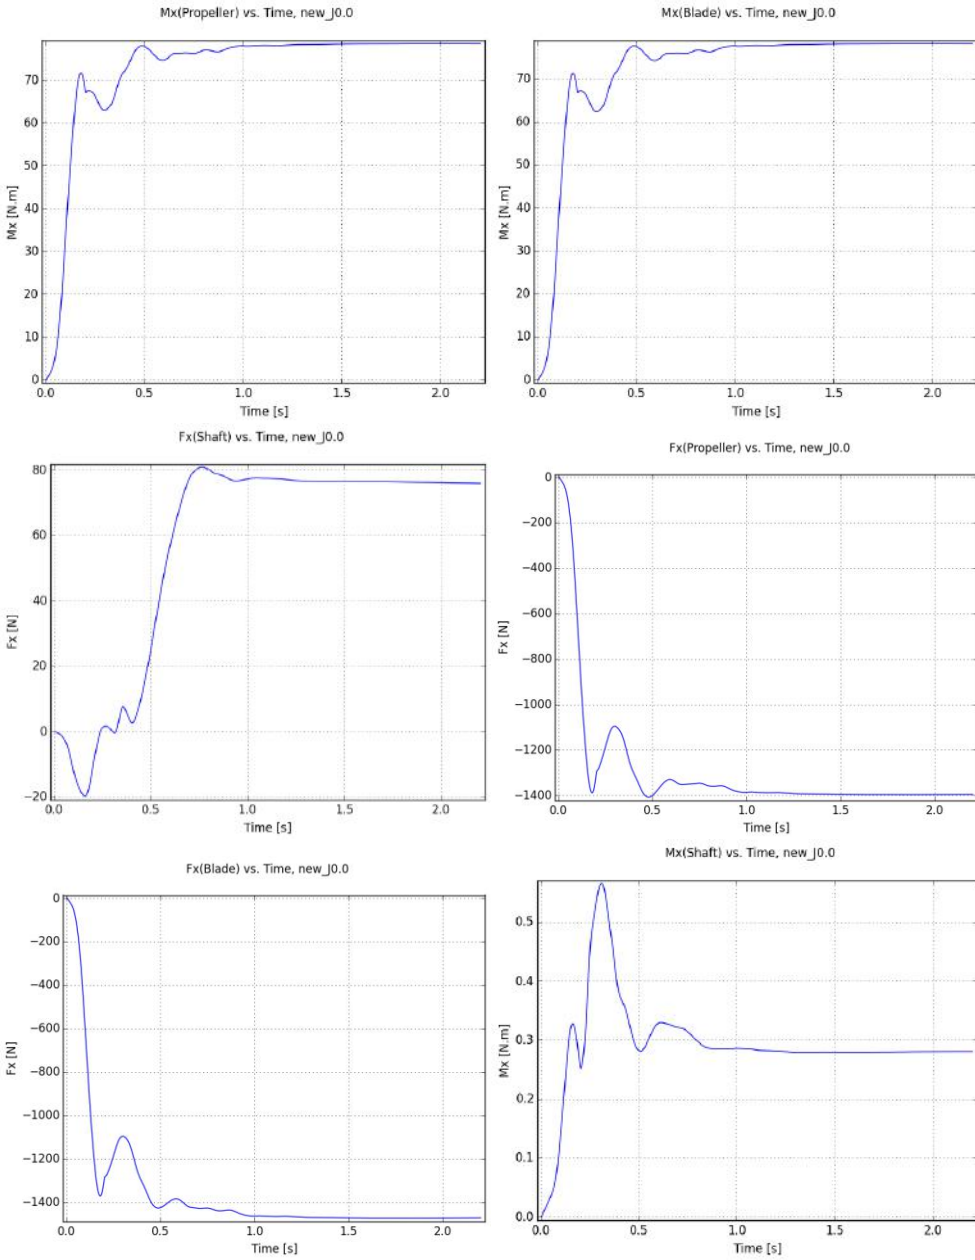 Mx(Propeller) vs. Time, new_J0.0
70
60
50
40
30
20
10
0
Mx [N.m]
0.0 0.5 1.0 1.5 2.0
Time [s]
Mx(Blade) vs. Time, new_J0.0
70
60
50
40
30
20
10
0
Mx [N.m]
0.0 0.5 1.0 1.5 2.0
Time [s]
Fx(Shaft) vs. Time, new_J0.0
80
60
40
20
0
−20
Fx [N]
0.0 0.5 1.0 1.5 2.0
Time [s]
Fx(Propeller) vs. Time, new_J0.0
0
−200
−400
−600
−800
−1000
−1200
−1400
Fx [N]
0.0 0.5 1.0 1.5 2.0
Time [s]
Fx(Blade) vs. Time, new_J0.0
0
−200
−400
−600
−800
−1000
−1200
−1400
Fx [N]
0.0 0.5 1.0 1.5 2.0
Time [s]
Mx(Shaft) vs. Time, new_J0.0
0.5
0.4
0.3
0.2
0.1
0.0
Mx [N.m]
0.0 0.5 1.0 1.5 2.0
Time [s]